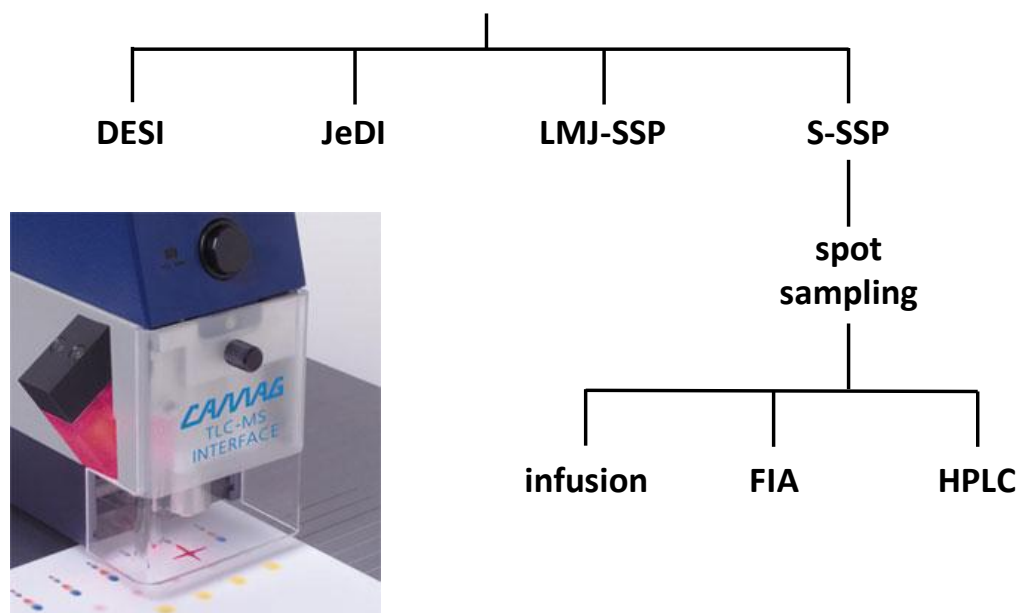 DESI JeDI LMJ-SSP S-SSP
spot
sampling
infusion FIA HPLC
CAMAG
TLC-MS
INTERFACE